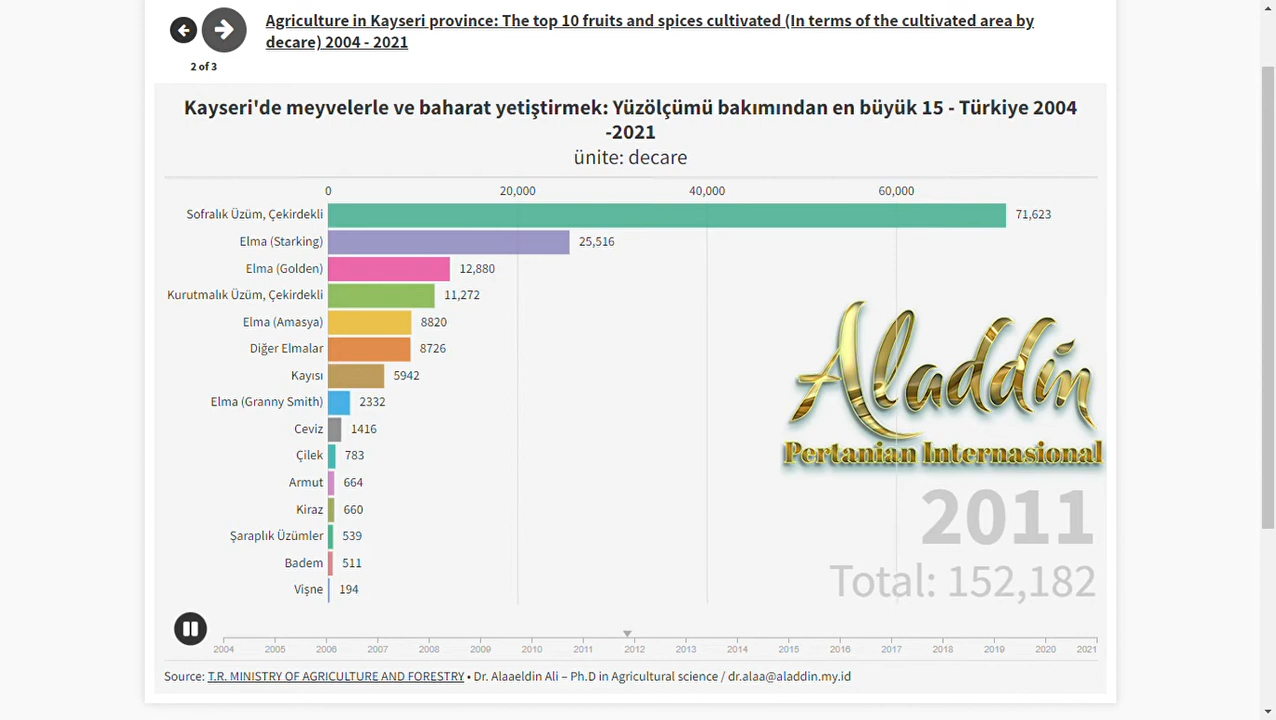 Agriculture in Kayseri province: The top 10 fruits and spices cultivated (In terms of the cultivated area by
decare) 2004 - 2021
2 of 3
Kayseri'de meyvelerle ve baharat yetiştirmek: Yüzölçümü bakımından en büyük 15 - Türkiye 2004
-2021
ünite: decare
0 20,000 40,000 60,000
Sofralık Üzüm, Çekirdekli 71,623
Elma (Starking) 25,516
Elma (Golden) 12,880
Kurutmalık Üzüm, Çekirdekli 11,272
Elma (Amasya) 8820
Diğer Elmalar 8726
Kayısı 5942
Elma (Granny Smith) 2332
Ceviz 1416
Çilek 783
Armut 664
Kiraz 660
Şaraplık Üzümler 539
Badem 511
Vişne 194
Aladdin
Pertanian Internasional
2011
Total: 152,182
2004 2005 2006 2007 2008 2009 2010 2011 2012 2013 2014 2015 2016 2017 2018 2019 2020 2021
Source: T.R. MINISTRY OF AGRICULTURE AND FORESTRY • Dr. Alaaeldin Ali – Ph.D in Agricultural science / dr.alaa@aladdin.my.id